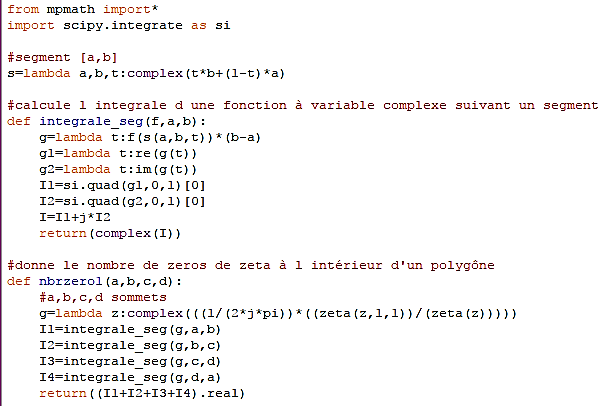 from mpmath import*
import scipy.integrate as si
#segment [a,b]
s=lambda a,b,t:complex(t*b+(1-t)*a)
#calcule l integrale d une fonction à variable complexe suivant un segment
def integrale_seg(f,a,b):
g=lambda t:f(s(a,b,t))*(b-a)
g1=lambda t:re(g(t))
g2=lambda t:im(g(t))
I1=si.quad(g1,0,1)[0]
I2=si.quad(g2,0,1)[0]
I=I1+j*I2
return(complex(I))
#donne le nombre de zeros de zeta à l intérieur d'un polygône
def nbrzero1(a,b,c,d):
#a,b,c,d sommets
g=lambda z:complex(((1/(2*j*pi))*((zeta(z,1,1))/(zeta(z)))))
I1=integrale_seg(g,a,b)
I2=integrale_seg(g,b,c)
I3=integrale_seg(g,c,d)
I4=integrale_seg(g,d,a)
return((I1+I2+I3+I4).real)